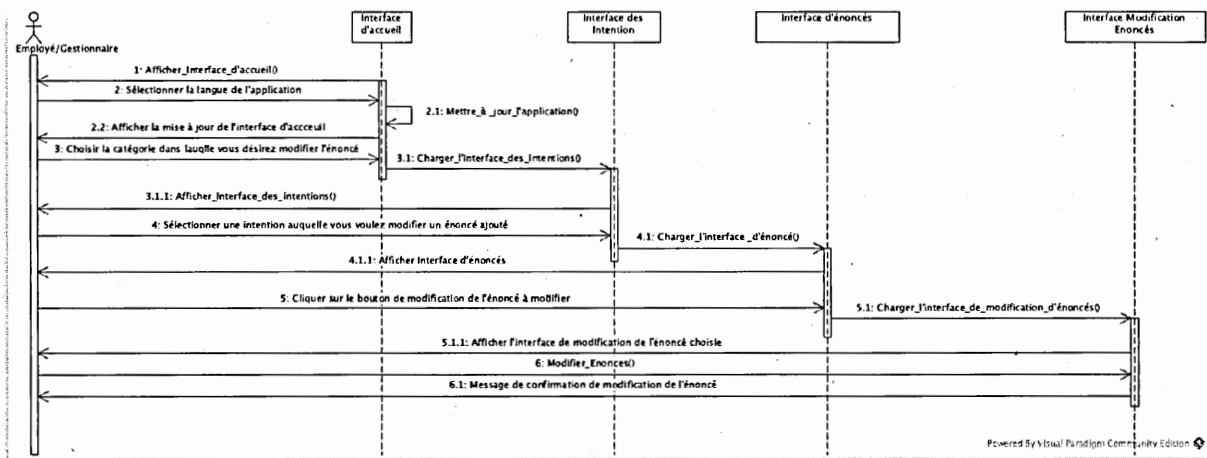 Interface
d'accueil
Interface des
Intention
Interface d'énoncés
Interface Modification
Enoncés
Employé/Gestionnaire
1: Afficher_Interface_d'accueil()
2: Sélectionner la langue de l'application
2.1: Mettre_à _jour_l'application()
2.2: Afficher la mise à jour de l'interface d'accceuil
3: Choisir la catégorie dans lauqlle vous désirez modifier l'énoncé
3.1: Charger_l'interface_des_intentions()
3.1.1: Afficher_interface_des_intentions()
4: Sélectionner une intention auquelle vous voulez modifier un énoncé ajouté
4.1: Charger_l'interface _d'énoncé()
4.1.1: Afficher Interface d'énoncés
5: Cliquer sur le bouton de modification de l'énoncé à modifier
5.1: Charger_l'interface_de_modification_d'énoncés()
5.1.1: Afficher l'interface de modification de l'énoncé choisie
6: Modifier_Enonces()
6.1: Message de confirmation de modification de l'énoncé
Powered By Visual Paradigm Community Edition